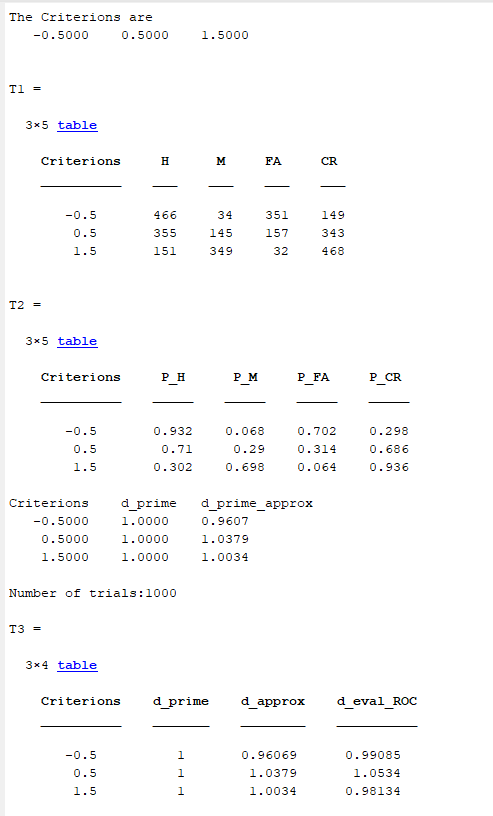 The Criterions are
-0.5000 0.5000 1.5000
T1 =
3×5 table
Criterions H M FA CR
-0.5 466 34 351 149
0.5 355 145 157 343
1.5 151 349 32 468
T2 =
3×5 table
Criterions P_H P_M P_FA P_CR
-0.5 0.932 0.068 0.702 0.298
0.5 0.71 0.29 0.314 0.686
1.5 0.302 0.698 0.064 0.936
Criterions d_prime d_prime_approx
-0.5000 1.0000 0.9607
0.5000 1.0000 1.0379
1.5000 1.0000 1.0034
Number of trials:1000
T3 =
3×4 table
Criterions d_prime d_approx d_eval_ROC
-0.5 1 0.96069 0.99085
0.5 1 1.0379 1.0534
1.5 1 1.0034 0.98134